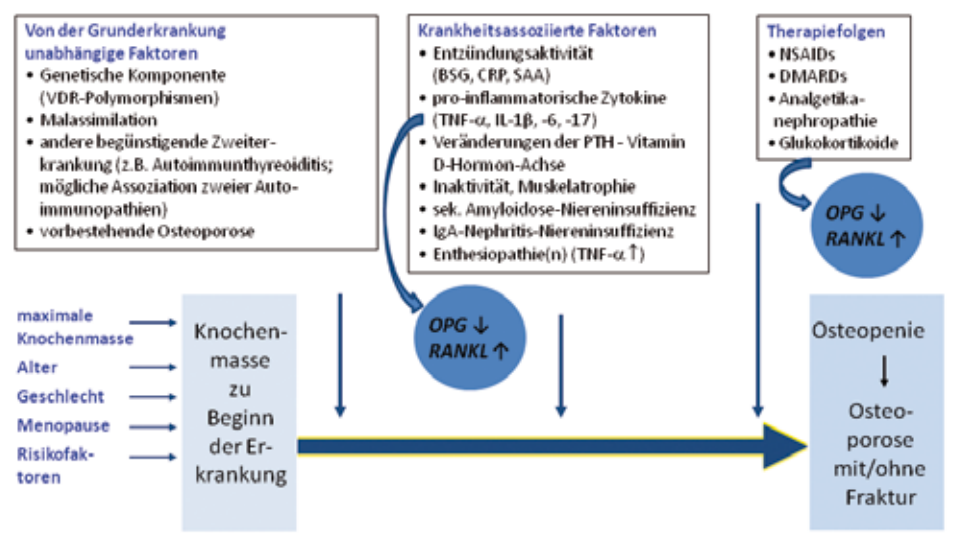 Von der Grunderkrankung
unabhängige Faktoren
• Genetische Komponente
(VDR-Polymorphismen)
• Malassimilation
• andere begünstigende Zweiter-
krankung (z.B. Autoimmunthyreoiditis;
mögliche Assoziation zweier Auto-
immunopathien)
• vorbestehende Osteoporose
Krankheitsassoziierte Faktoren
• Entzündungsaktivität
(BSG, CRP, SAA)
• pro-inflammatorische Zytokine
(TNF-α, IL-1β, -6, -17)
• Veränderungen der PTH - Vitamin
D-Hormon-Achse
• Inaktivität, Muskelatrophie
• sek. Amyloidose-Niereninsuffizienz
• IgA-Nephritis-Niereninsuffizienz
• Enthesiopathie(n) (TNF-α ↑)
Therapiefolgen
• NSAIDs
• DMARDs
• Analgetika-
nephropathie
• Glukokortikoide
OPG ↓
RANKL ↑
OPG ↓
RANKL ↑
maximale
Knochenmasse
Alter
Geschlecht
Menopause
Risikofak-
toren
Knochen-
masse
zu
Beginn
der Er-
krankung
Osteopenie
↓
Osteo-
porose
mit/ohne
Fraktur